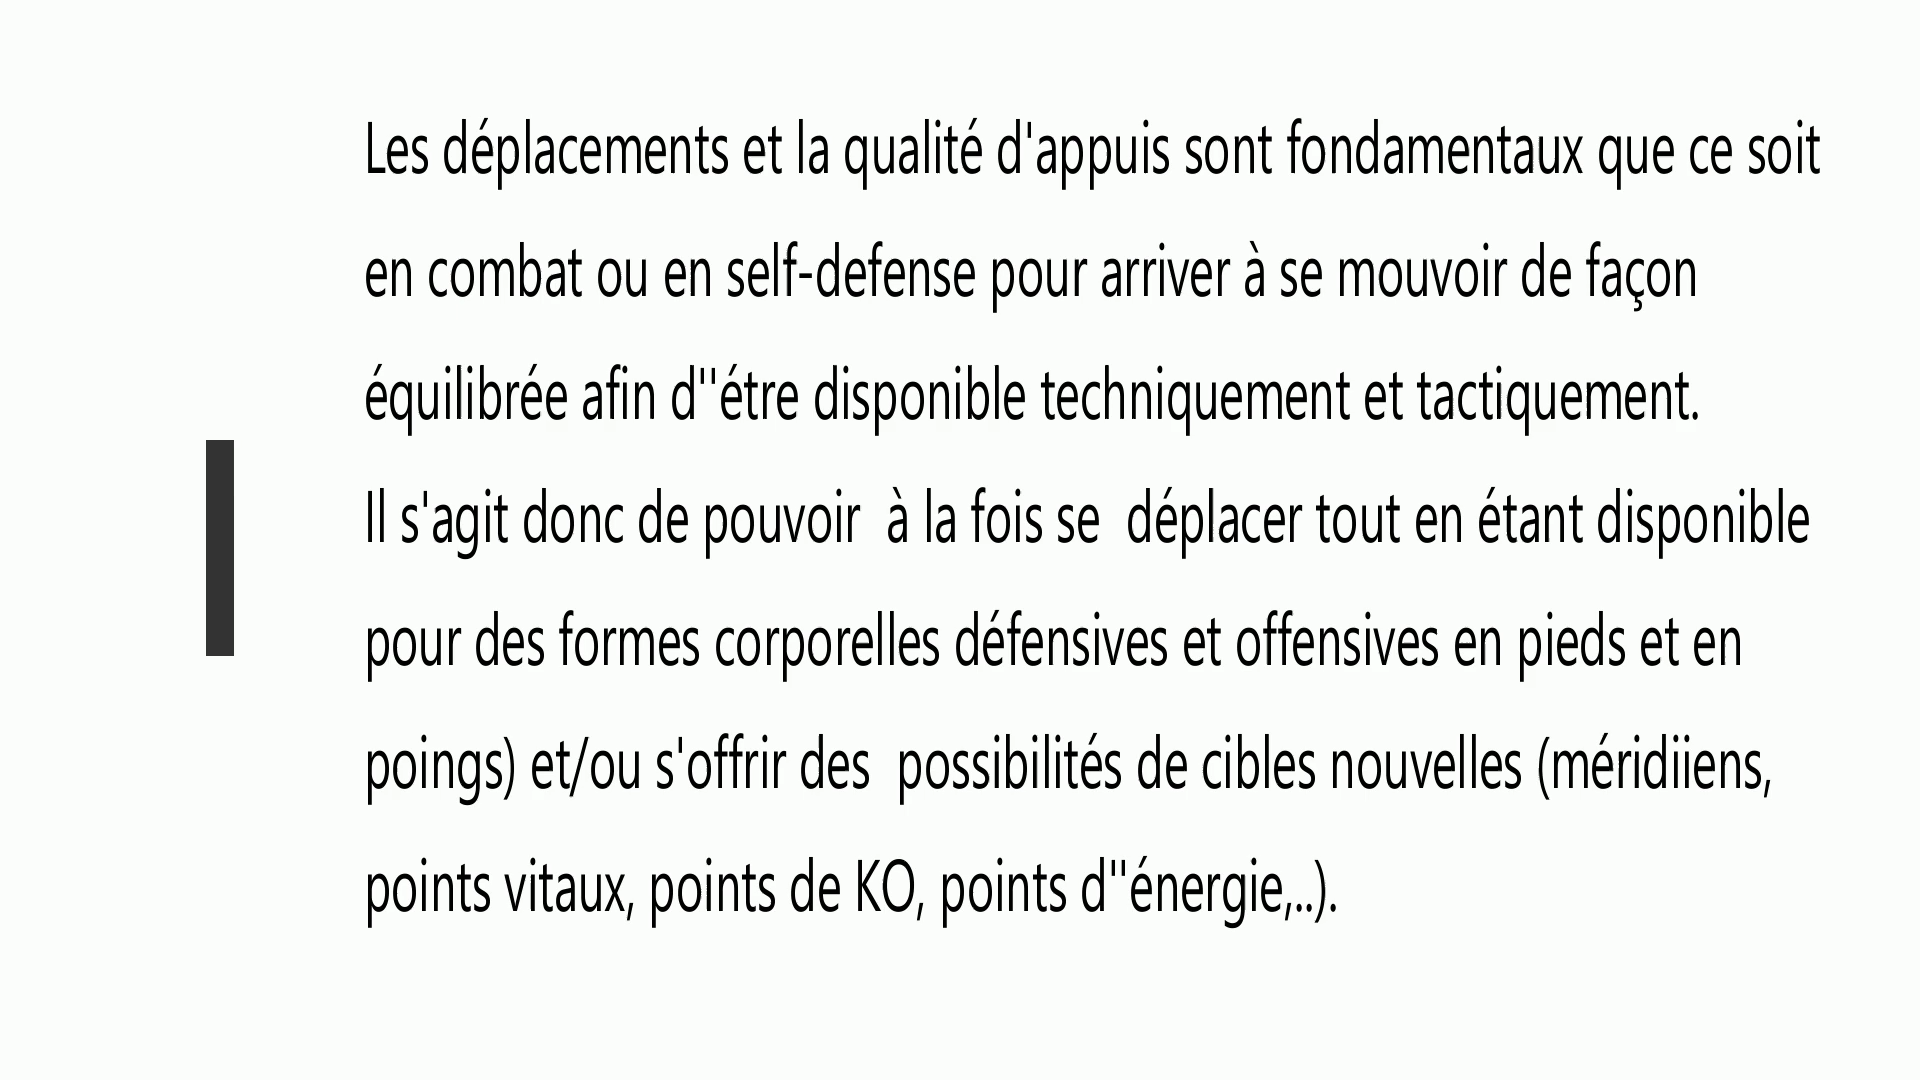 Les déplacements et la qualité d'appuis sont fondamentaux que ce soit
en combat ou en self-defense pour arriver à se mouvoir de façon
équilibrée afin d''étre disponible techniquement et tactiquement.
Il s'agit donc de pouvoir  à la fois se  déplacer tout en étant disponible
pour des formes corporelles défensives et offensives en pieds et en
poings) et/ou s'offrir des  possibilités de cibles nouvelles (méridiiens,
points vitaux, points de KO, points d''énergie,..).